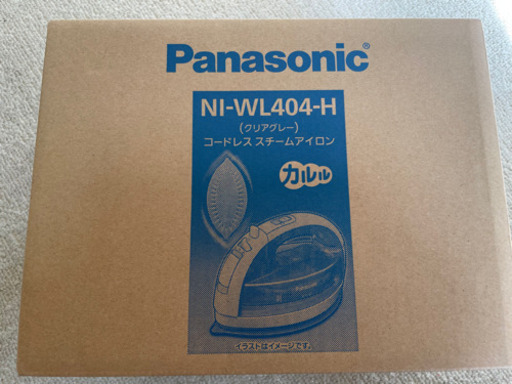 Panasonic®
NI-WL404-H
(クリアグレー)
コードレス スチームアイロン
カルル
イラストはイメージです。